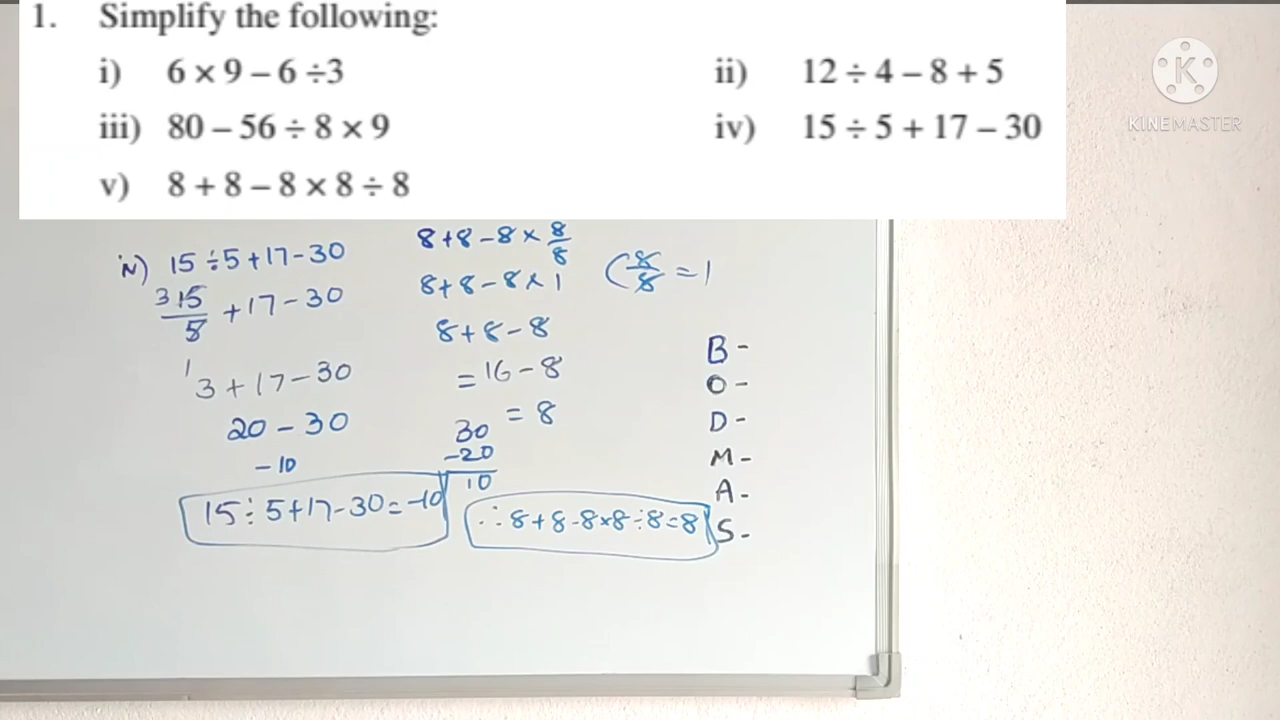 1. Simplify the following:
i) 6 × 9 – 6 ÷3
ii) 12 ÷ 4 – 8 + 5
iii) 80 – 56 ÷ 8 × 9
iv) 15 ÷ 5 + 17 – 30
v) 8 + 8 – 8 × 8 ÷ 8
KINEMASTER
iv) 15 ÷ 5 + 17 - 30
3 15/5 + 17 - 30
1
3 + 17 - 30
20 - 30
-10
15 ÷ 5 + 17 - 30 = -10
8 + 8 - 8 × 8/8
8 + 8 - 8 × 1
8 + 8 - 8
= 16 - 8
= 8
30
-20
10
∴ 8 + 8 - 8 × 8 ÷ 8 = 8
(8/8 = 1
B -
O -
D -
M -
A -
S -